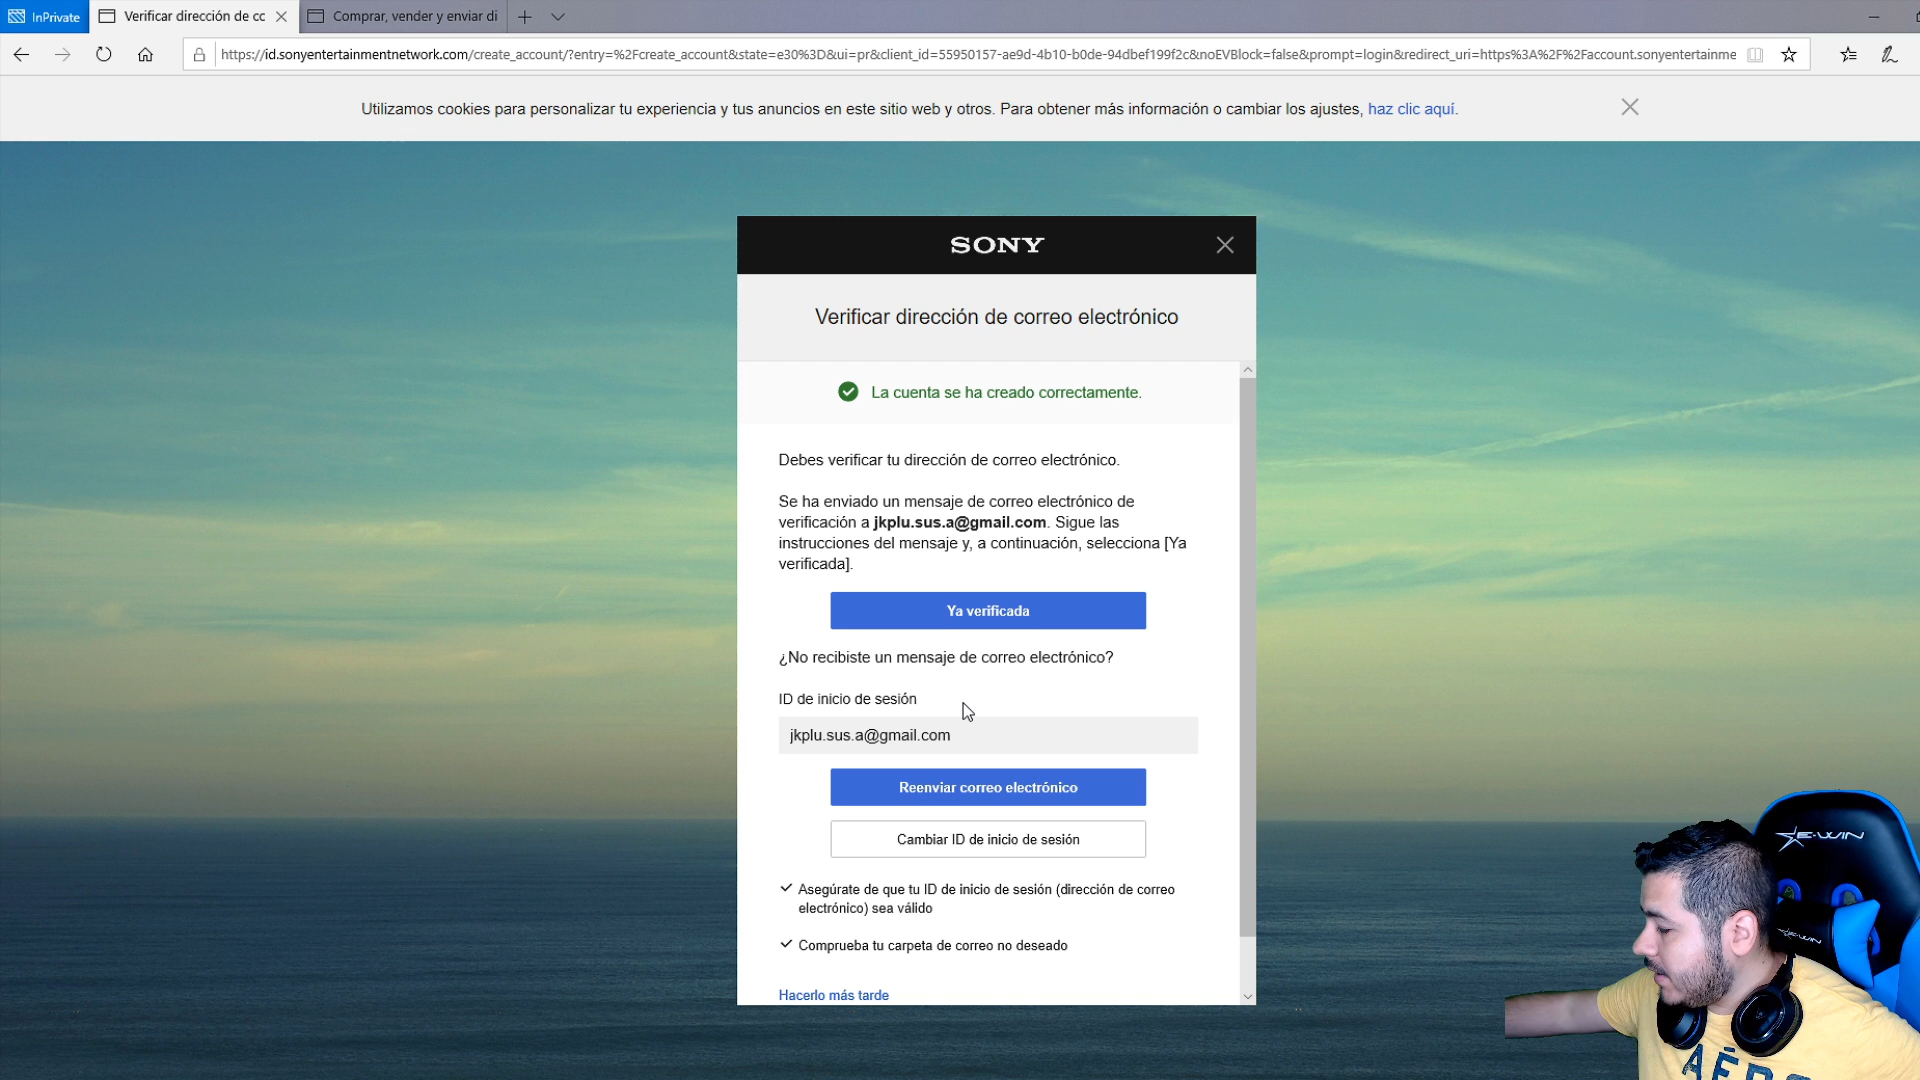 InPrivate
Verificar dirección de cc
Comprar, vender y enviar di
https://id.sonyentertainmentnetwork.com/create_account/?entry=%2Fcreate_account&state=e30%3D&ui=pr&client_id=55950157-ae9d-4b10-b0de-94dbef199f2c&noEVBlock=false&prompt=login&redirect_uri=https%3A%2F%2Faccount.sonyentertainme
Utilizamos cookies para personalizar tu experiencia y tus anuncios en este sitio web y otros. Para obtener más información o cambiar los ajustes, haz clic aquí.
SONY
Verificar dirección de correo electrónico
La cuenta se ha creado correctamente.
Debes verificar tu dirección de correo electrónico.
Se ha enviado un mensaje de correo electrónico de
verificación a jkplu.sus.a@gmail.com. Sigue las
instrucciones del mensaje y, a continuación, selecciona [Ya
verificada].
Ya verificada
¿No recibiste un mensaje de correo electrónico?
ID de inicio de sesión
jkplu.sus.a@gmail.com
Reenviar correo electrónico
Cambiar ID de inicio de sesión
Asegúrate de que tu ID de inicio de sesión (dirección de correo
electrónico) sea válido
Comprueba tu carpeta de correo no deseado
Hacerlo más tarde
E-WIN
E-WIN